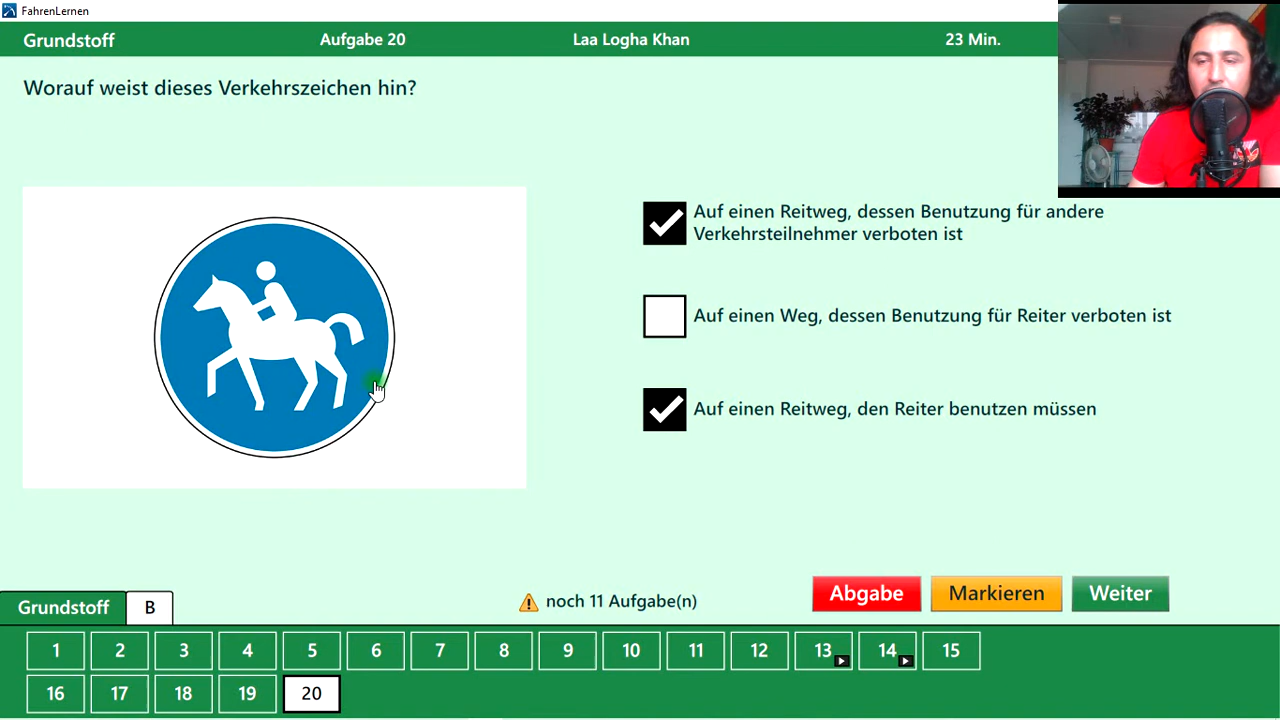 FahrenLernen
Grundstoff
Aufgabe 20
Laa Logha Khan
23 Min.
Worauf weist dieses Verkehrszeichen hin?
Auf einen Reitweg, dessen Benutzung für andere
Verkehrsteilnehmer verboten ist
Auf einen Weg, dessen Benutzung für Reiter verboten ist
Auf einen Reitweg, den Reiter benutzen müssen
Grundstoff
B
noch 11 Aufgabe(n)
Abgabe
Markieren
Weiter
1 2 3 4 5 6 7 8 9 10 11 12 13 14 15
16 17 18 19 20